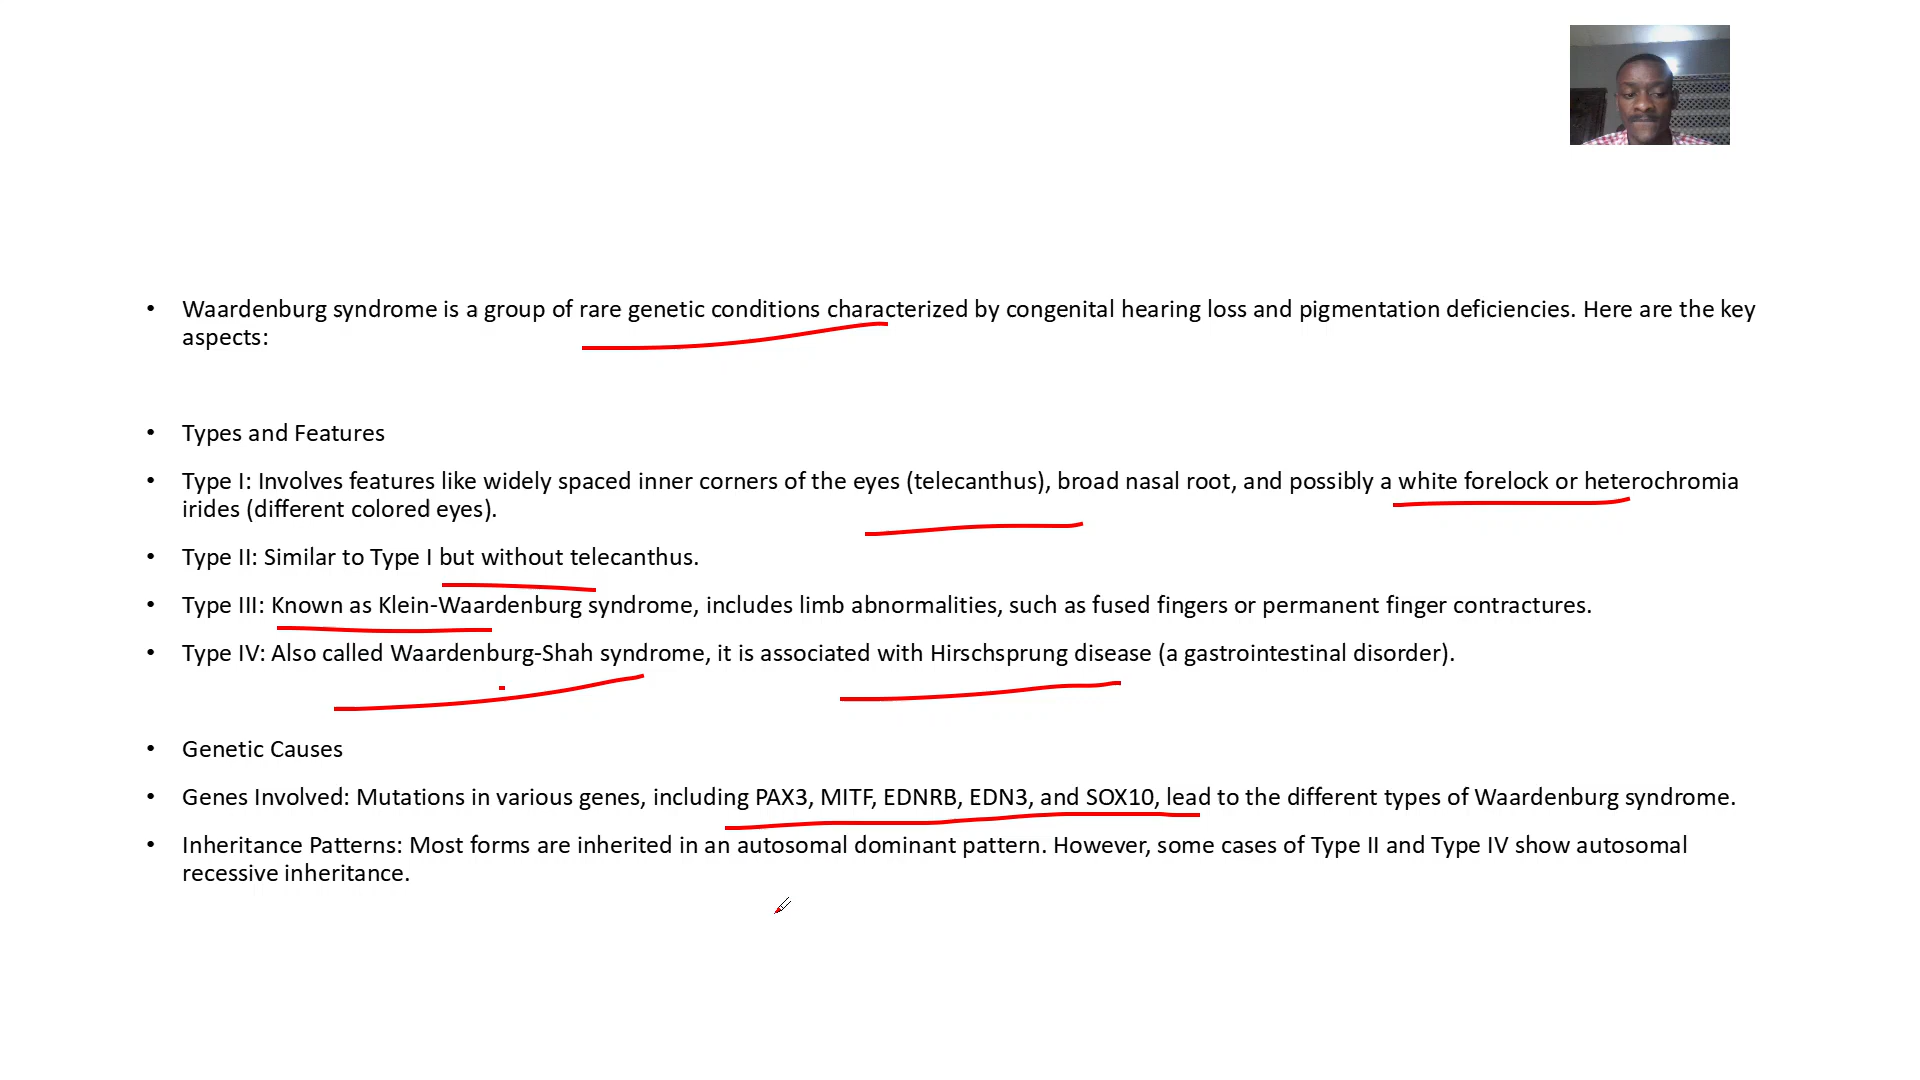 • Waardenburg syndrome is a group of rare genetic conditions characterized by congenital hearing loss and pigmentation deficiencies. Here are the key
aspects:
• Types and Features
• Type I: Involves features like widely spaced inner corners of the eyes (telecanthus), broad nasal root, and possibly a white forelock or heterochromia
irides (different colored eyes).
• Type II: Similar to Type I but without telecanthus.
• Type III: Known as Klein-Waardenburg syndrome, includes limb abnormalities, such as fused fingers or permanent finger contractures.
• Type IV: Also called Waardenburg-Shah syndrome, it is associated with Hirschsprung disease (a gastrointestinal disorder).
• Genetic Causes
• Genes Involved: Mutations in various genes, including PAX3, MITF, EDNRB, EDN3, and SOX10, lead to the different types of Waardenburg syndrome.
• Inheritance Patterns: Most forms are inherited in an autosomal dominant pattern. However, some cases of Type II and Type IV show autosomal
recessive inheritance.